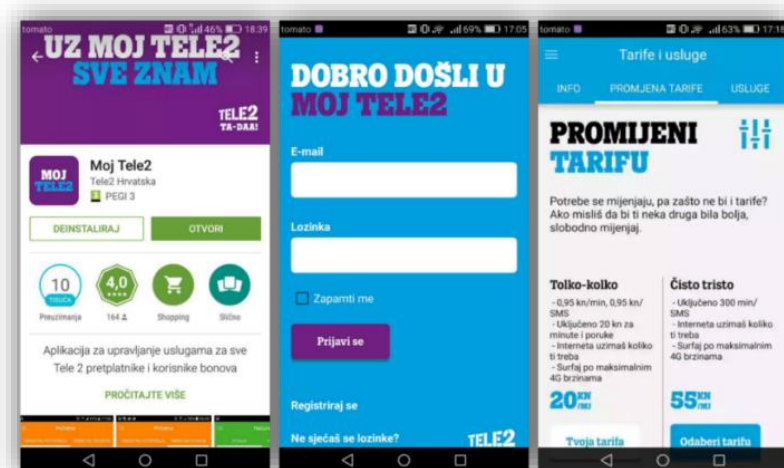 tomato 46% 18:39
UZ MOJ TELE2
SVE ZNAM
TELE2
TA-DAA!
MOJ
TELE2
Moj Tele2
Tele2 Hrvatska
PEGI 3
DEINSTALIRAJ
OTVORI
10
TISUĆA
Preuzimanja
4,0
164
Shopping
Slično
Aplikacija za upravljanje uslugama za sve
Tele 2 pretplatnike i korisnike bonova
PROČITAJTE VIŠE
tomato 69% 17:05
DOBRO DOŠLI U
MOJ TELE2
E-mail
Lozinka
Zapamti me
Prijavi se
Registriraj se
Ne sjećaš se lozinke?
TELE2
tomato 63% 17:18
Tarife i usluge
INFO PROMJENA TARIFE USLUGE
PROMIJENI
TARIFU
Potrebe se mijenjaju, pa zašto ne bi i tarife?
Ako misliš da bi ti neka druga bila bolja,
slobodno mijenjaj.
Tolko-kolko
- 0,95 kn/min, 0,95 kn/
SMS
- Uključeno 20 kn za
minute i poruke
- Interneta uzimaš koliko
ti treba
- Surfaj po maksimalnim
4G brzinama
20 KN
/MJ
Tvoja tarifa
Čisto tristo
- Uključeno 300 min/
SMS
- Interneta uzimaš koliko
ti treba
- Surfaj po maksimalnim
4G brzinama
55 KN
/MJ
Odaberi tarifu